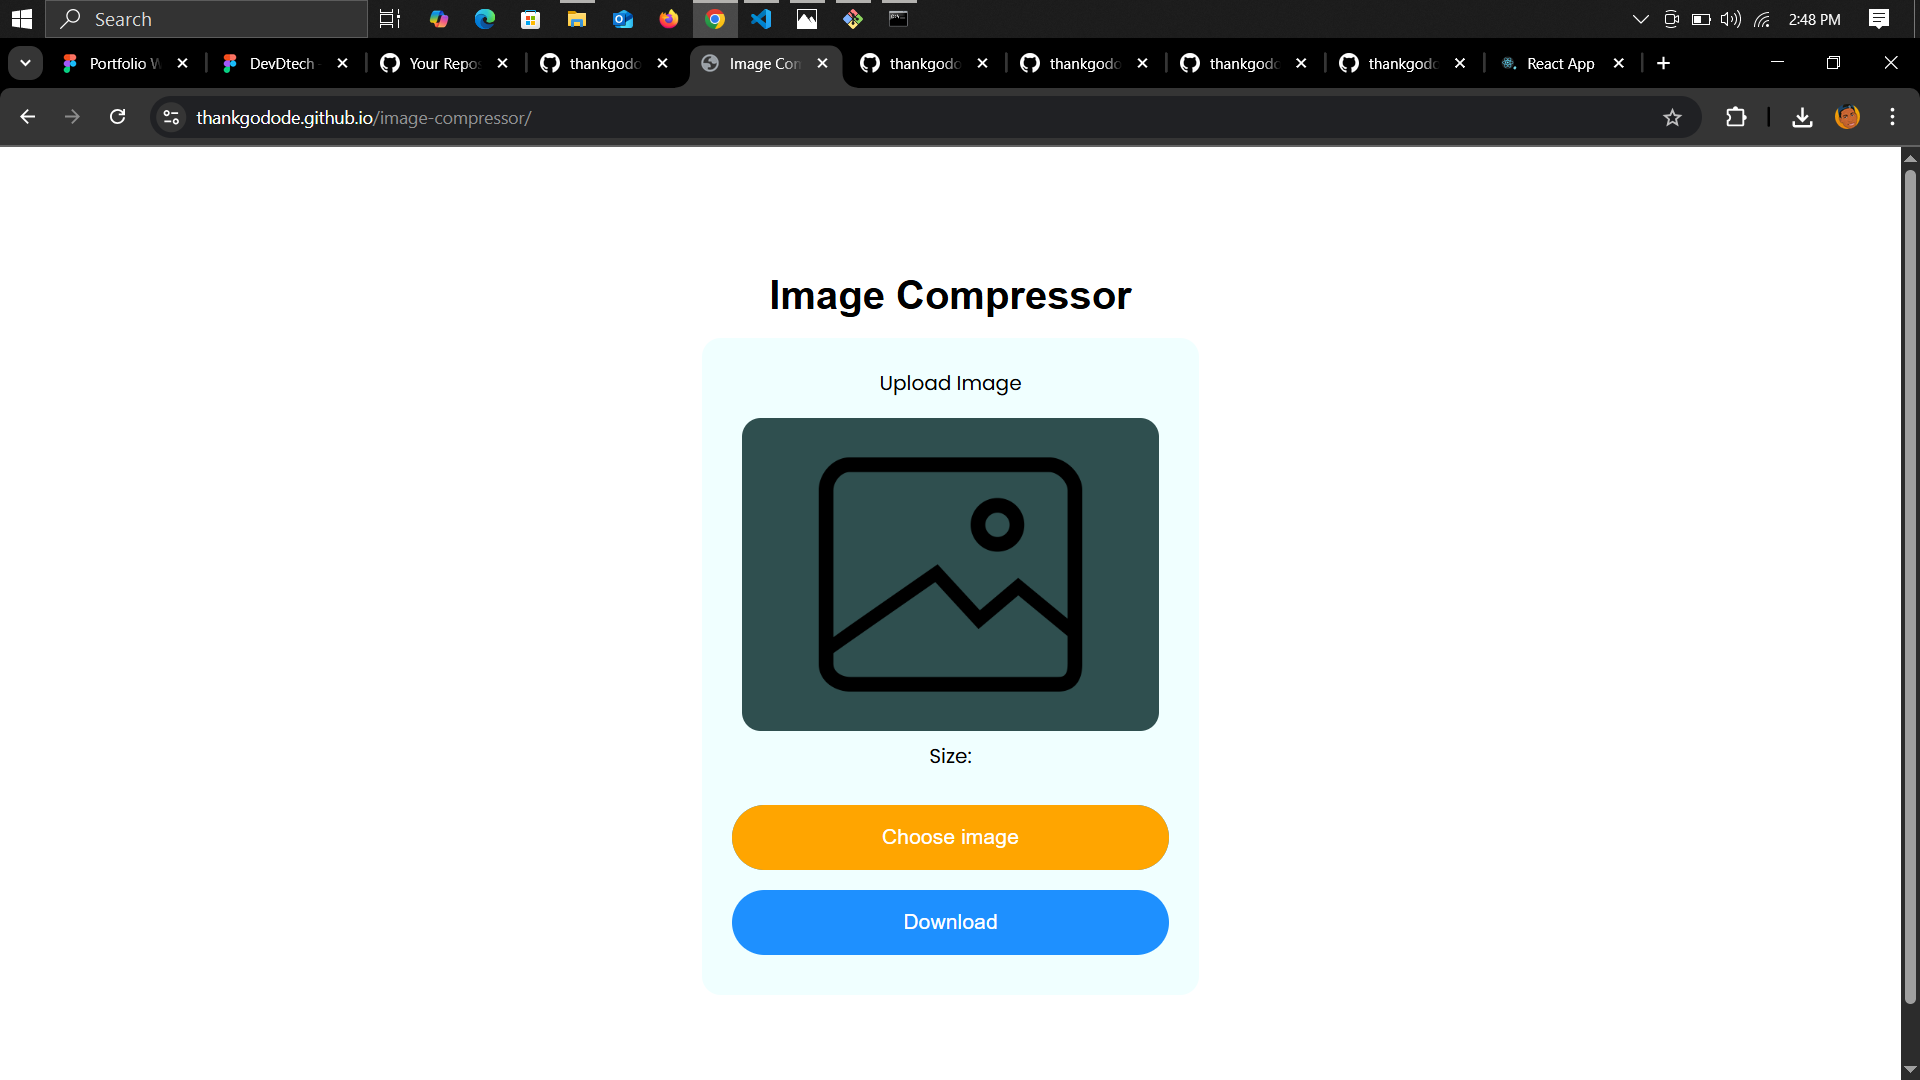 Search
2:48 PM
Portfolio W
DevDtech -
Your Repos
thankgodo
Image Con
thankgodo
thankgodo
thankgodo
thankgodo
React App
thankgodode.github.io/image-compressor/
Image Compressor
Upload Image
Size:
Choose image
Download